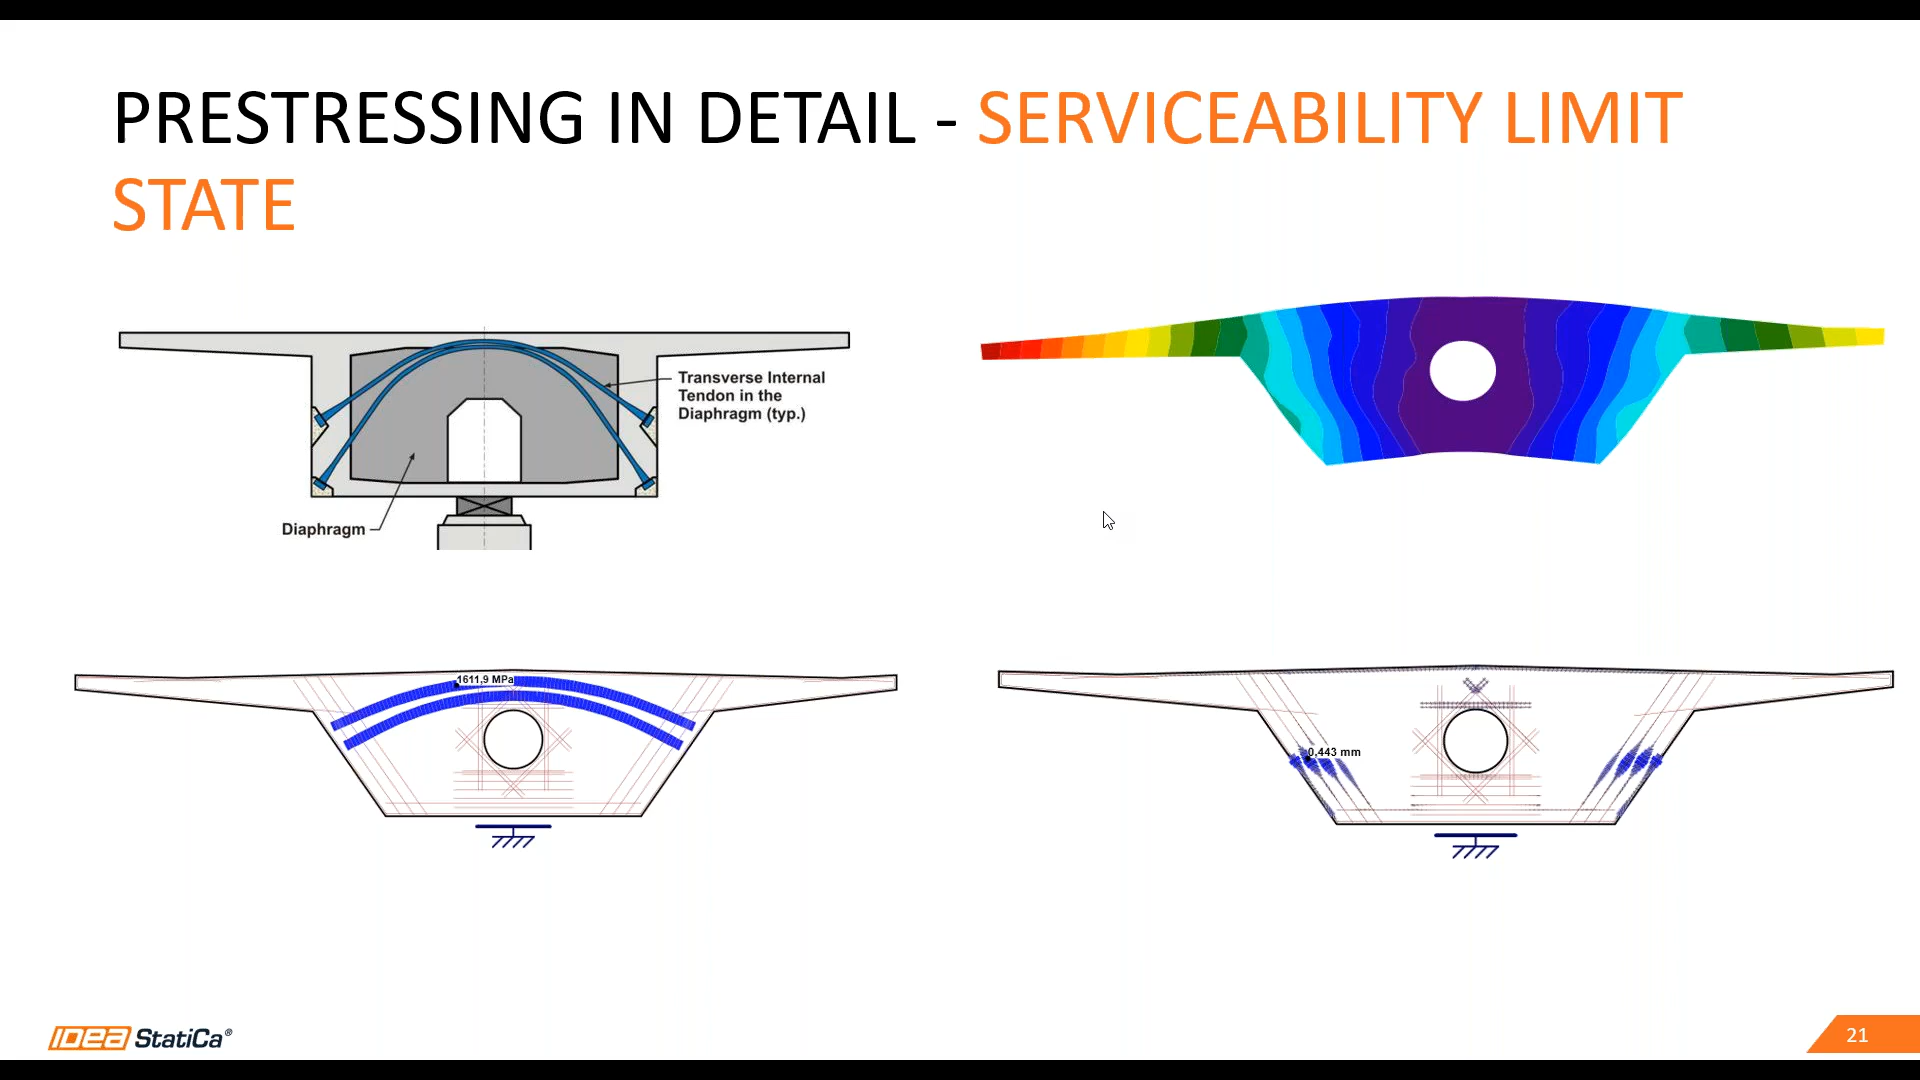 PRESTRESSING IN DETAIL - SERVICEABILITY LIMIT
STATE
Transverse Internal
Tendon in the
Diaphragm (typ.)
Diaphragm
1611,9 MPa
0,443 mm
IDEA StatiCa®
21